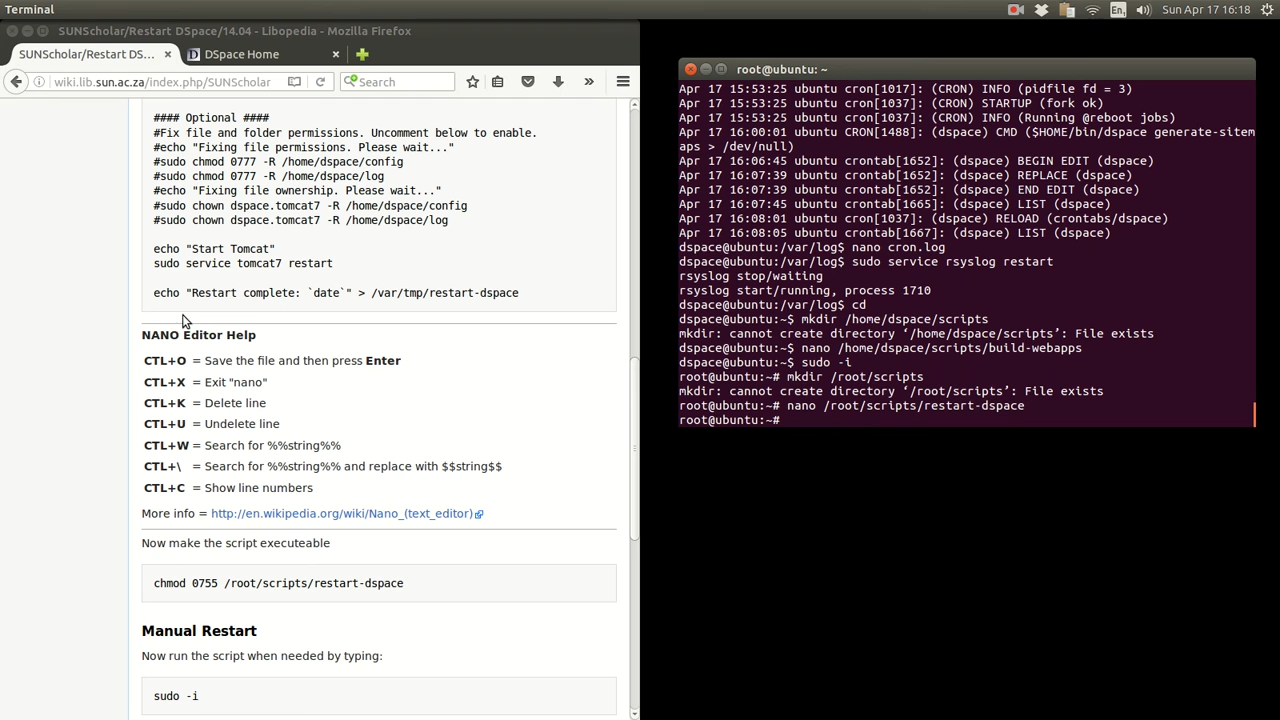 Terminal
En1
Sun Apr 17 16:18
SUNScholar/Restart DSpace/14.04 - Libopedia - Mozilla Firefox
SUNScholar/Restart DS...
DSpace Home
wiki.lib.sun.ac.za/index.php/SUNScholar
Search
#### Optional ####
#Fix file and folder permissions. Uncomment below to enable.
#echo "Fixing file permissions. Please wait..."
#sudo chmod 0777 -R /home/dspace/config
#sudo chmod 0777 -R /home/dspace/log
#echo "Fixing file ownership. Please wait..."
#sudo chown dspace.tomcat7 -R /home/dspace/config
#sudo chown dspace.tomcat7 -R /home/dspace/log
echo "Start Tomcat"
sudo service tomcat7 restart
echo "Restart complete: `date`" > /var/tmp/restart-dspace
NANO Editor Help
CTL+O = Save the file and then press Enter
CTL+X = Exit "nano"
CTL+K = Delete line
CTL+U = Undelete line
CTL+W = Search for %%string%%
CTL+\ = Search for %%string%% and replace with $$string$$
CTL+C = Show line numbers
More info = http://en.wikipedia.org/wiki/Nano_(text_editor)
Now make the script executeable
chmod 0755 /root/scripts/restart-dspace
Manual Restart
Now run the script when needed by typing:
sudo -i
root@ubuntu: ~
Apr 17 15:53:25 ubuntu cron[1017]: (CRON) INFO (pidfile fd = 3)
Apr 17 15:53:25 ubuntu cron[1037]: (CRON) STARTUP (fork ok)
Apr 17 15:53:25 ubuntu cron[1037]: (CRON) INFO (Running @reboot jobs)
Apr 17 16:00:01 ubuntu CRON[1488]: (dspace) CMD ($HOME/bin/dspace generate-sitem
aps > /dev/null)
Apr 17 16:06:45 ubuntu crontab[1652]: (dspace) BEGIN EDIT (dspace)
Apr 17 16:07:39 ubuntu crontab[1652]: (dspace) REPLACE (dspace)
Apr 17 16:07:39 ubuntu crontab[1652]: (dspace) END EDIT (dspace)
Apr 17 16:07:45 ubuntu crontab[1665]: (dspace) LIST (dspace)
Apr 17 16:08:01 ubuntu cron[1037]: (dspace) RELOAD (crontabs/dspace)
Apr 17 16:08:05 ubuntu crontab[1667]: (dspace) LIST (dspace)
dspace@ubuntu:/var/log$ nano cron.log
dspace@ubuntu:/var/log$ sudo service rsyslog restart
rsyslog stop/waiting
rsyslog start/running, process 1710
dspace@ubuntu:/var/log$ cd
dspace@ubuntu:~$ mkdir /home/dspace/scripts
mkdir: cannot create directory ‘/home/dspace/scripts’: File exists
dspace@ubuntu:~$ nano /home/dspace/scripts/build-webapps
dspace@ubuntu:~$ sudo -i
root@ubuntu:~# mkdir /root/scripts
mkdir: cannot create directory ‘/root/scripts’: File exists
root@ubuntu:~# nano /root/scripts/restart-dspace
root@ubuntu:~#